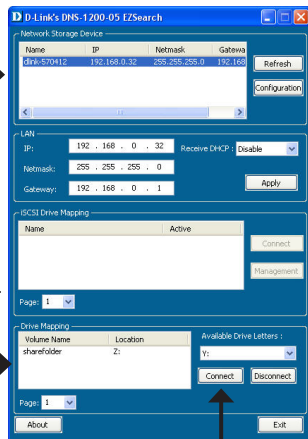 D-Link's DNS-1200-05 EZSearch
Network Storage Device
Name IP Netmask Gatewa
dlink-570412 192.168.0.32 255.255.255.0 192.168
Refresh
Configuration
LAN
IP: 192 . 168 . 0 . 32 Receive DHCP : Disable
Netmask: 255 . 255 . 255 . 0
Gateway: 192 . 168 . 0 . 1 Apply
iSCSI Drive Mapping
Name Active
Connect
Management
Page: 1
Drive Mapping
Volume Name Location Available Drive Letters :
sharefolder Z: Y:
Connect Disconnect
Page: 1
About Exit